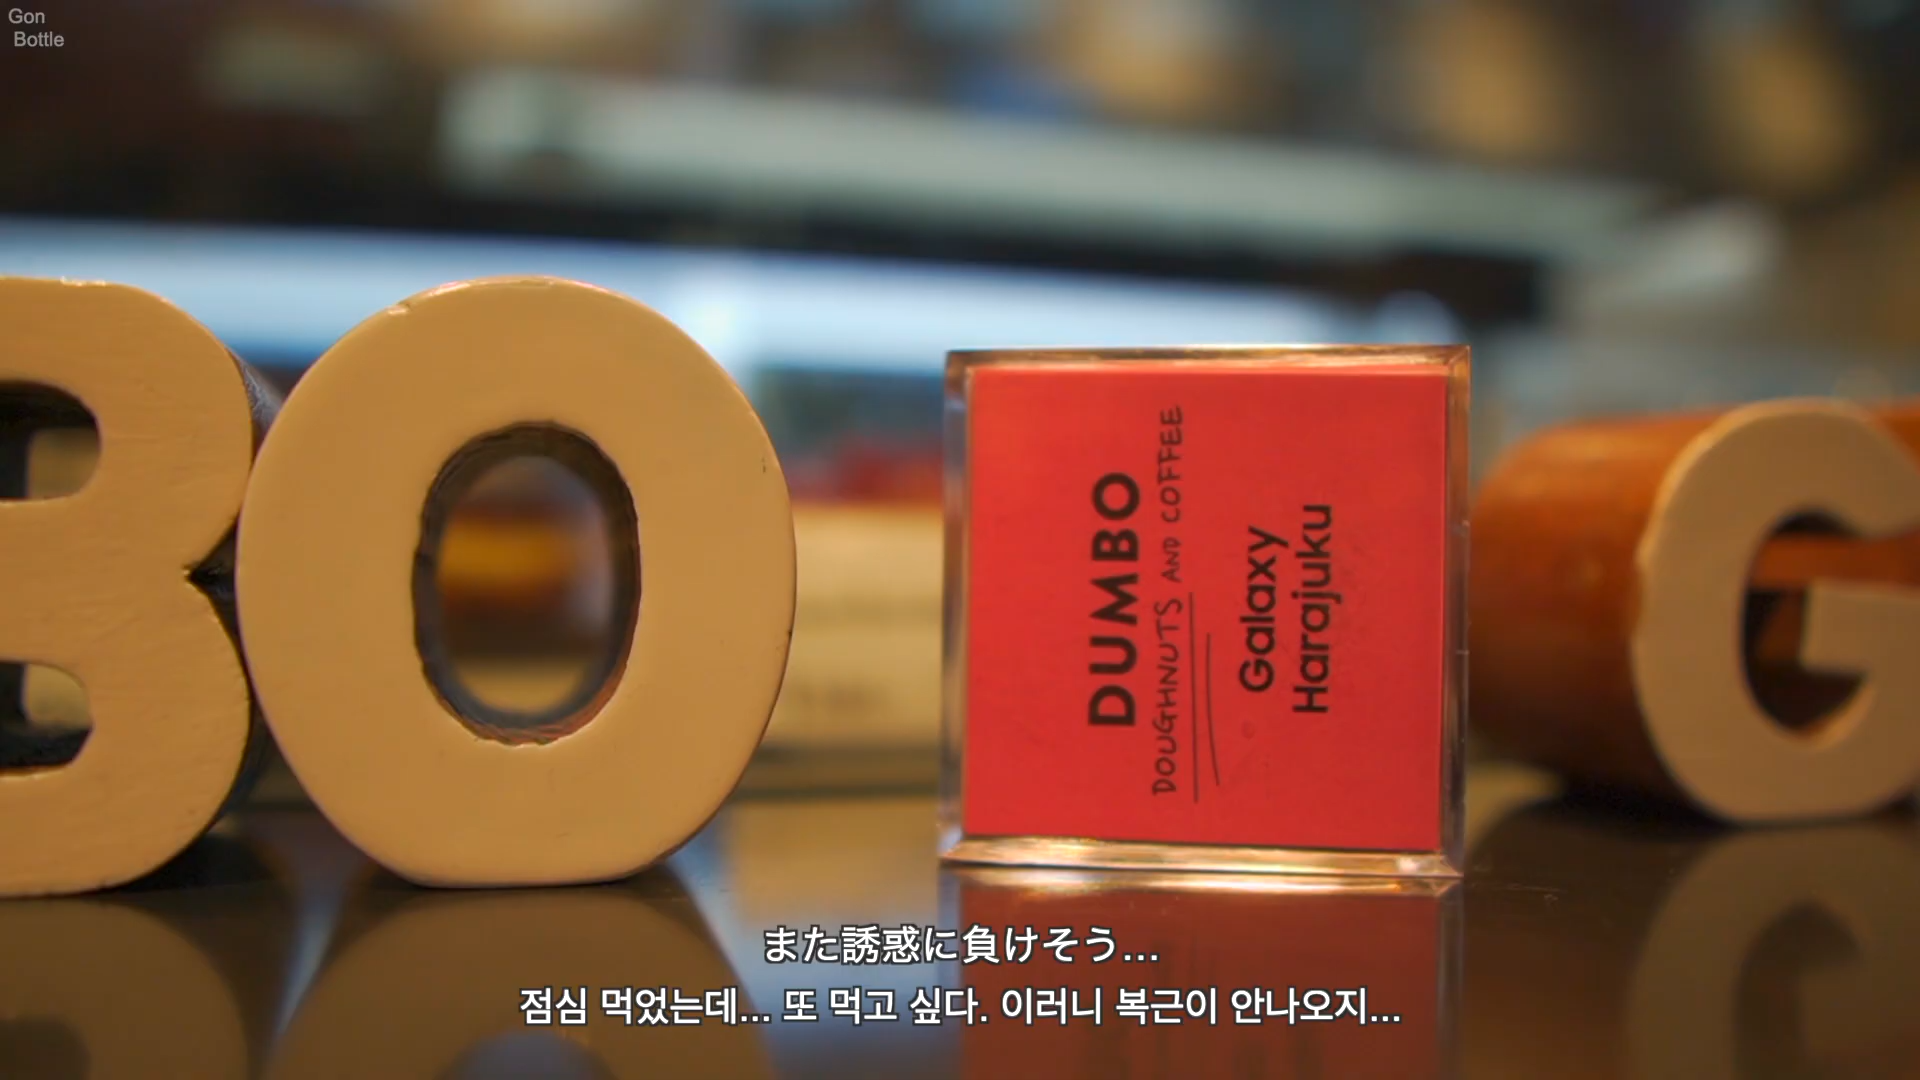 Gon
Bottle
BO
DUMBO
DOUGHNUTS AND COFFEE
Galaxy
Harajuku
G
また誘惑に負けそう...
점심 먹었는데... 또 먹고 싶다. 이러니 복근이 안나오지...